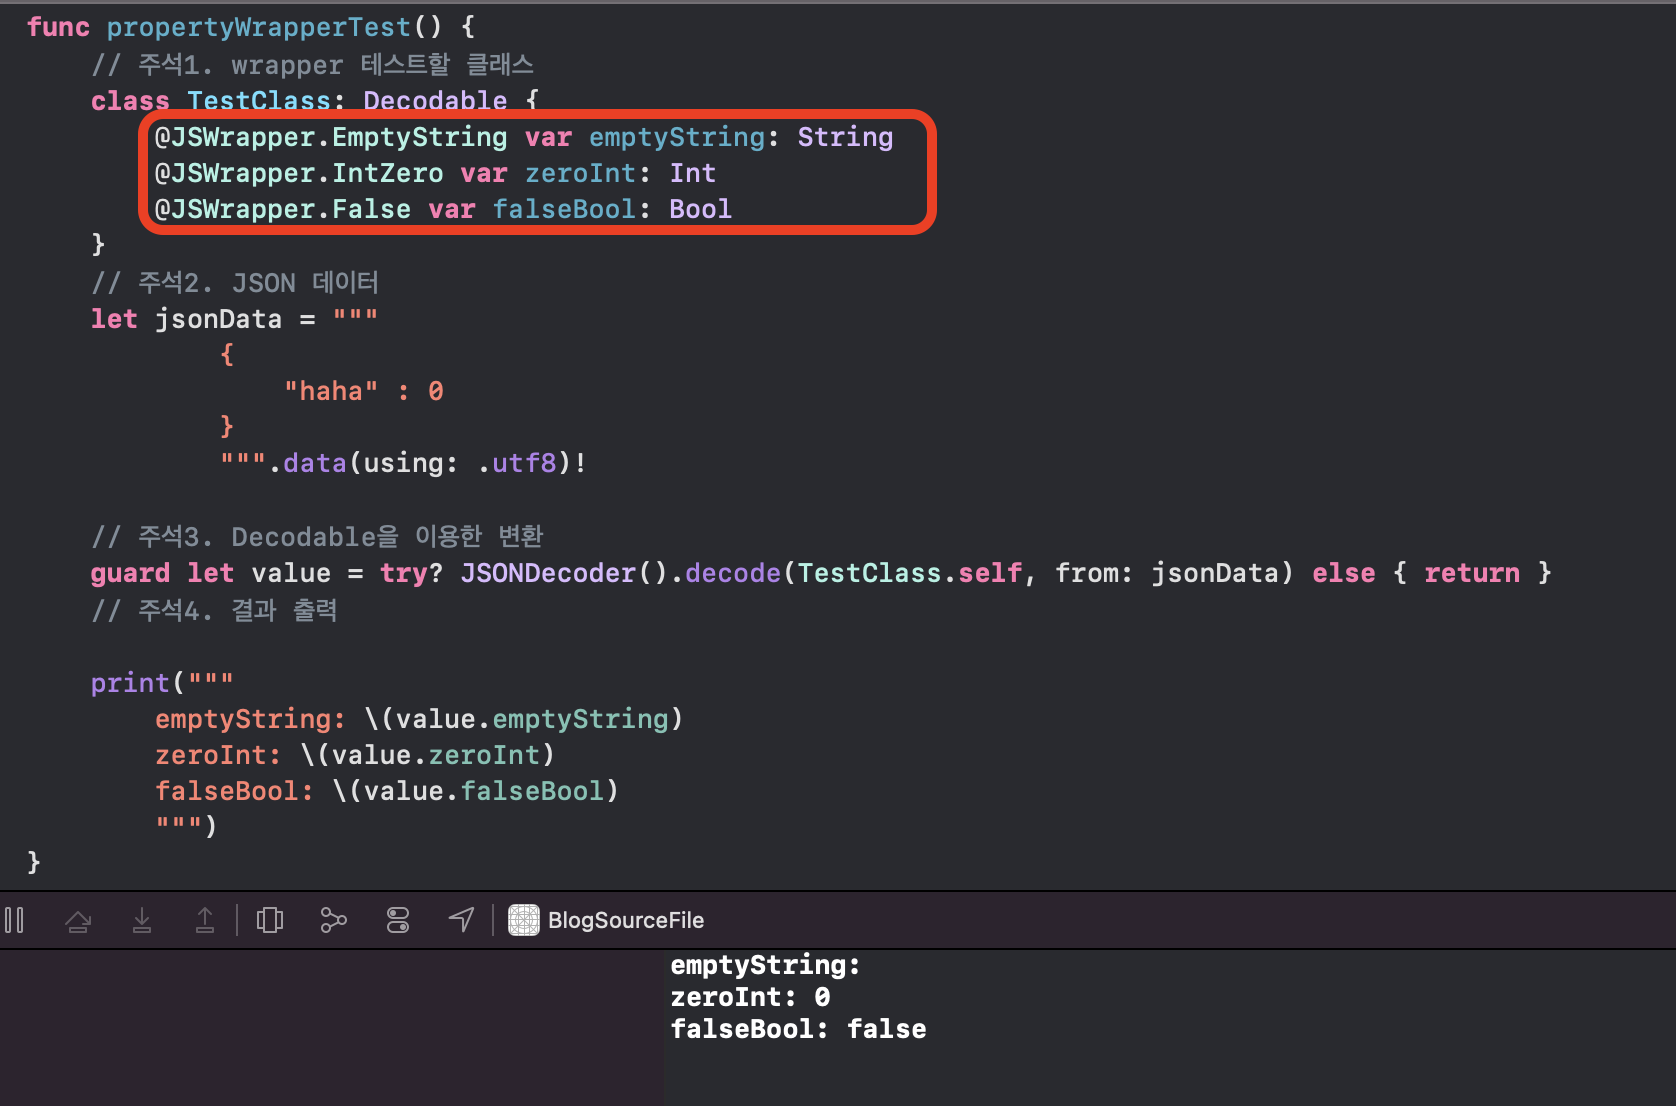 func propertyWrapperTest() {
    // 주석1. wrapper 테스트할 클래스
    class TestClass: Decodable {
        @JSWrapper.EmptyString var emptyString: String
        @JSWrapper.IntZero var zeroInt: Int
        @JSWrapper.False var falseBool: Bool
    }
    // 주석2. JSON 데이터
    let jsonData = """
            {
                "haha" : 0
            }
            """.data(using: .utf8)!
    // 주석3. Decodable을 이용한 변환
    guard let value = try? JSONDecoder().decode(TestClass.self, from: jsonData) else { return }
    // 주석4. 결과 출력
    print("""
        emptyString: \(value.emptyString)
        zeroInt: \(value.zeroInt)
        falseBool: \(value.falseBool)
        """)
}
BlogSourceFile
emptyString:
zeroInt: 0
falseBool: false